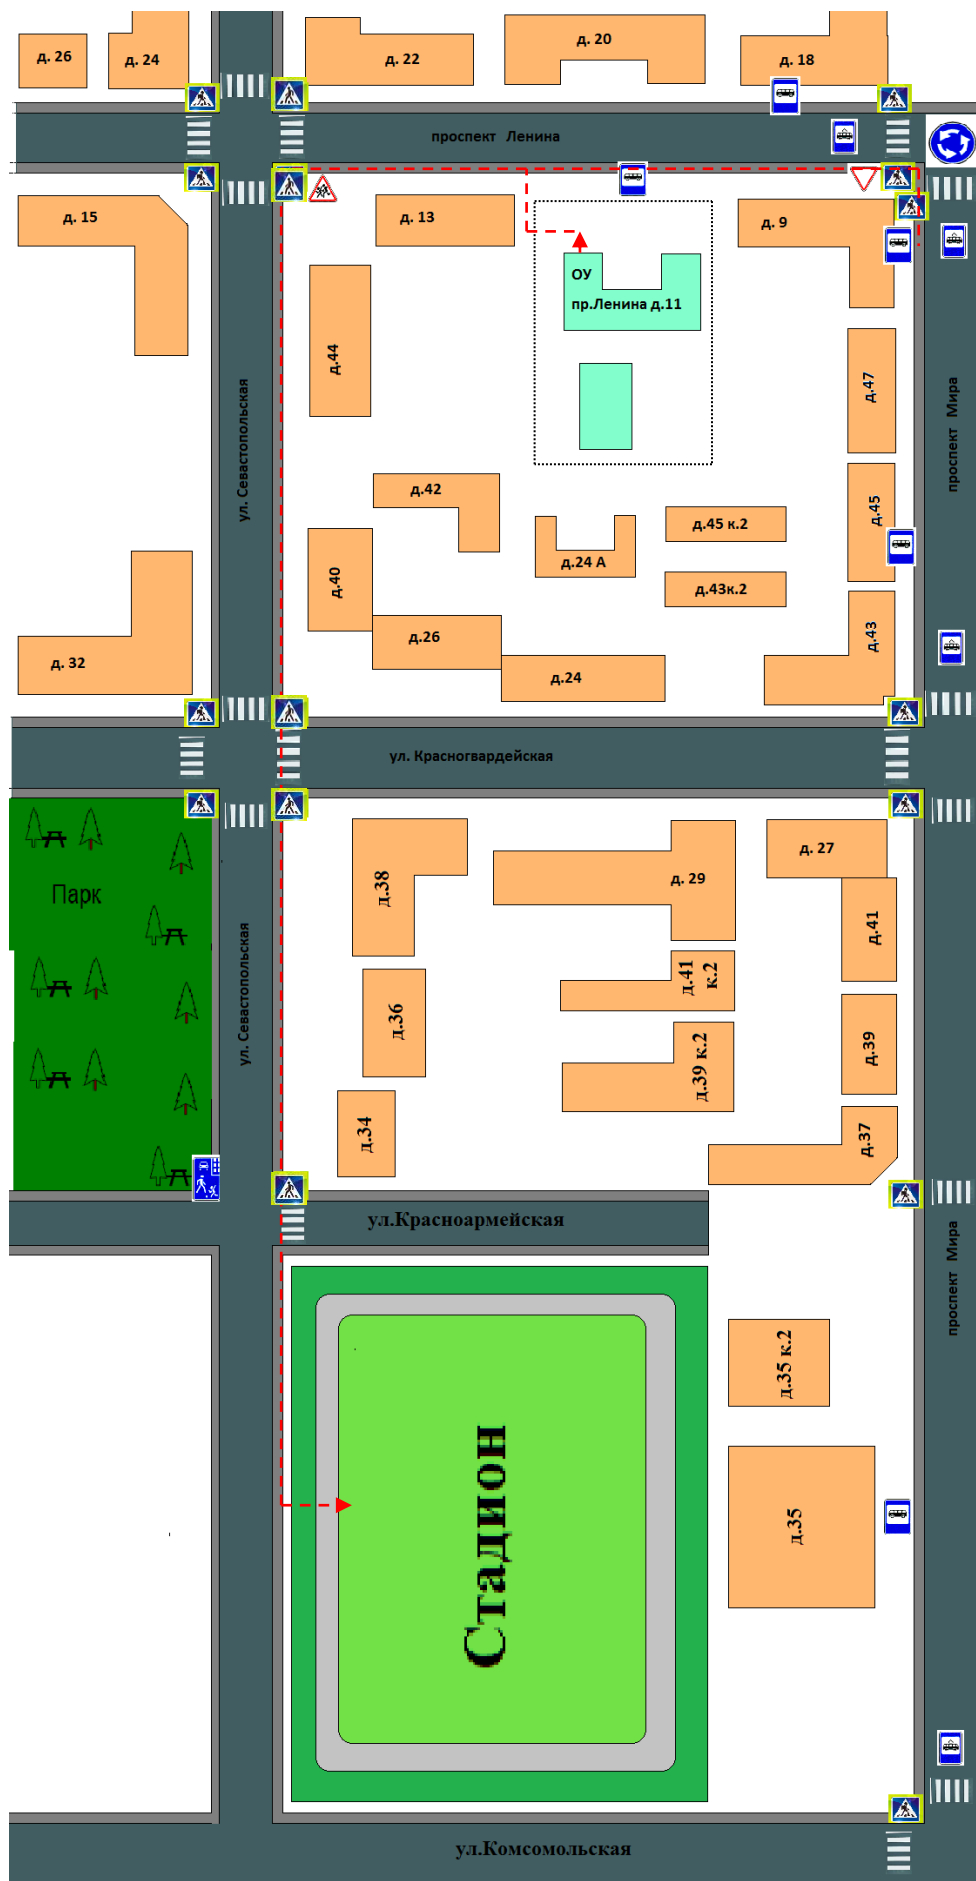 д. 26
д. 24
д. 22
д. 20
д. 18
проспект Ленина
д. 15
д. 13
д. 9
ОУ
пр.Ленина д.11
д.44
д.47
ул. Севастопольская
проспект Мира
д.42
д.45
д.45 к.2
д.24 А
д.40
д.43к.2
д.26
д.43
д. 32
д.24
ул. Красногвардейская
Парк
д.38
д. 29
д. 27
д.41
д.41
к.2
ул. Севастопольская
д.36
д.39 к.2
д.39
д.34
д.37
ул.Красноармейская
проспект Мира
д.35 к.2
Стадион
д.35
ул.Комсомольская